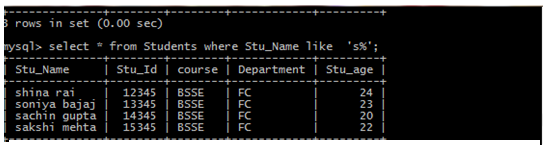 3 rows in set (0.00 sec)
mysql> select * from Students where Stu_Name like 's%';
+--------------+--------+--------+------------+---------+
| Stu_Name | Stu_Id | course | Department | Stu_age |
+--------------+--------+--------+------------+---------+
| shina rai | 12345 | BSSE | FC | 24 |
| soniya bajaj | 13345 | BSSE | FC | 23 |
| sachin gupta | 14345 | BSSE | FC | 20 |
| sakshi mehta | 15345 | BSSE | FC | 22 |
+--------------+--------+--------+------------+---------+